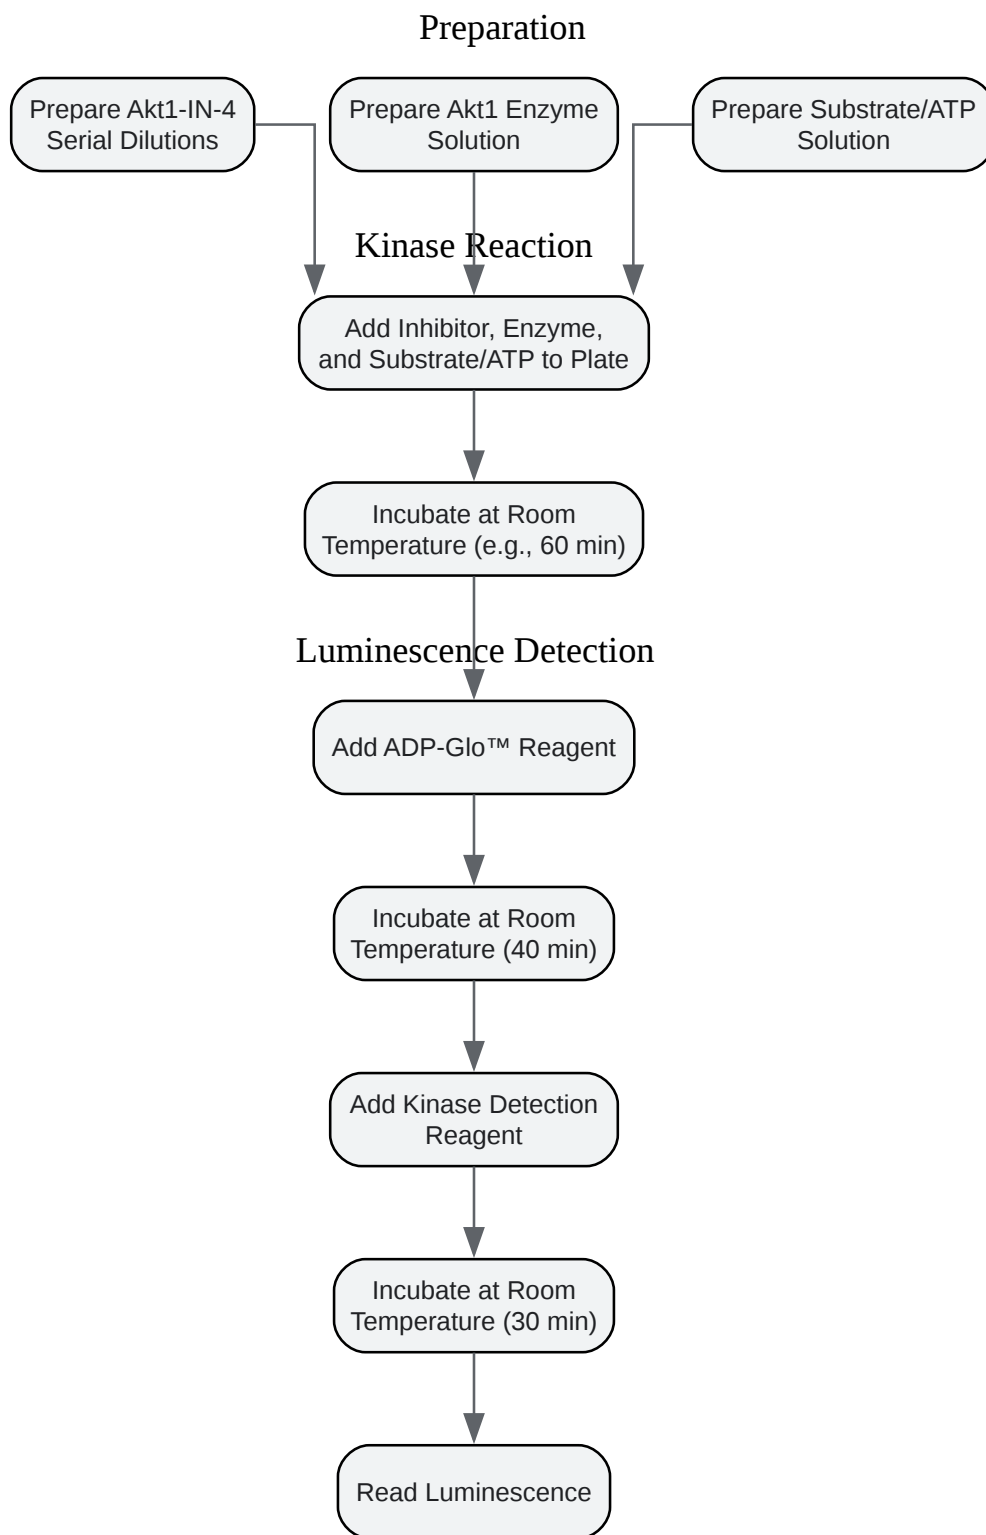 Preparation
Prepare Akt1-IN-4
Serial Dilutions
Prepare Akt1 Enzyme
Solution
Prepare Substrate/ATP
Solution
Kinase Reaction
Add Inhibitor, Enzyme,
and Substrate/ATP to Plate
Incubate at Room
Temperature (e.g., 60 min)
Luminescence Detection
Add ADP-Glo™ Reagent
Incubate at Room
Temperature (40 min)
Add Kinase Detection
Reagent
Incubate at Room
Temperature (30 min)
Read Luminescence